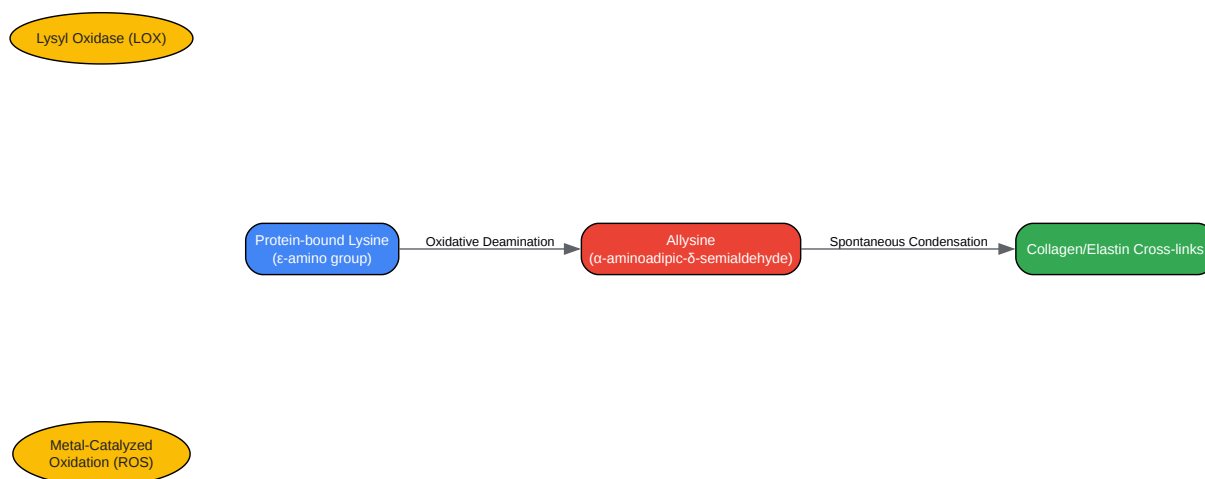 Lysyl Oxidase (LOX)
Protein-bound Lysine
(ε-amino group)
Oxidative Deamination
Allysine
(α-aminoadipic-δ-semialdehyde)
Spontaneous Condensation
Collagen/Elastin Cross-links
Metal-Catalyzed
Oxidation (ROS)